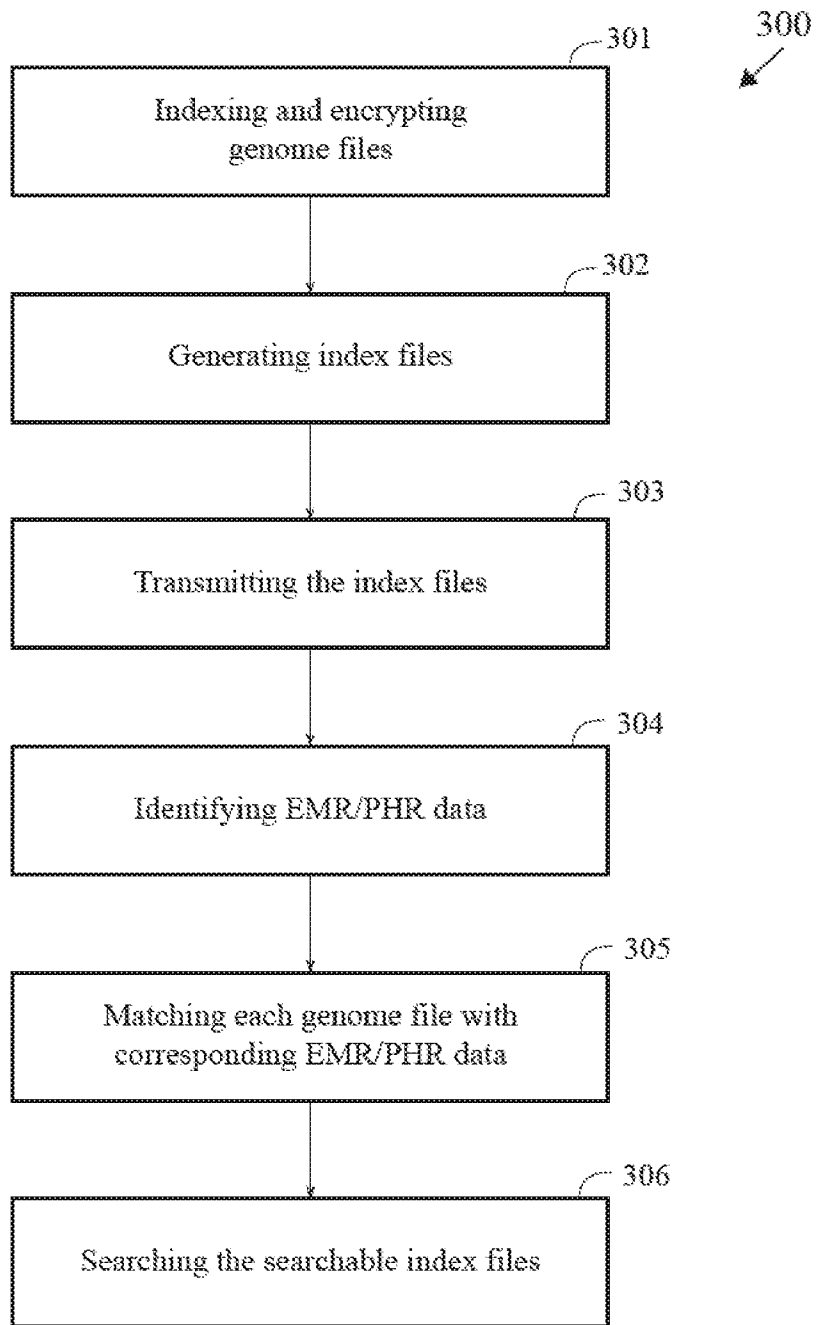 300
301
Indexing and encrypting
genome files
302
Generating index files
303
Transmitting the index files
304
Identifying EMR/PHR data
305
Matching each genome file with
corresponding EMR/PHR data
306
Searching the searchable index files